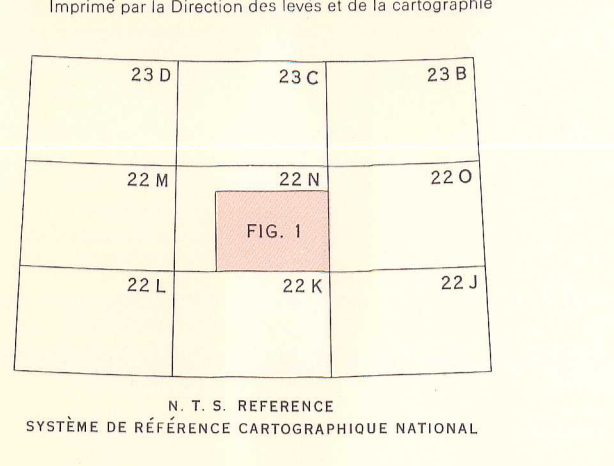 Imprimé par la Direction des levés et de la cartographie
23 D 23 C 23 B
22 M 22 N 22 O
FIG. 1
22 L 22 K 22 J
N. T. S. REFERENCE
SYSTÈME DE RÉFÉRENCE CARTOGRAPHIQUE NATIONAL